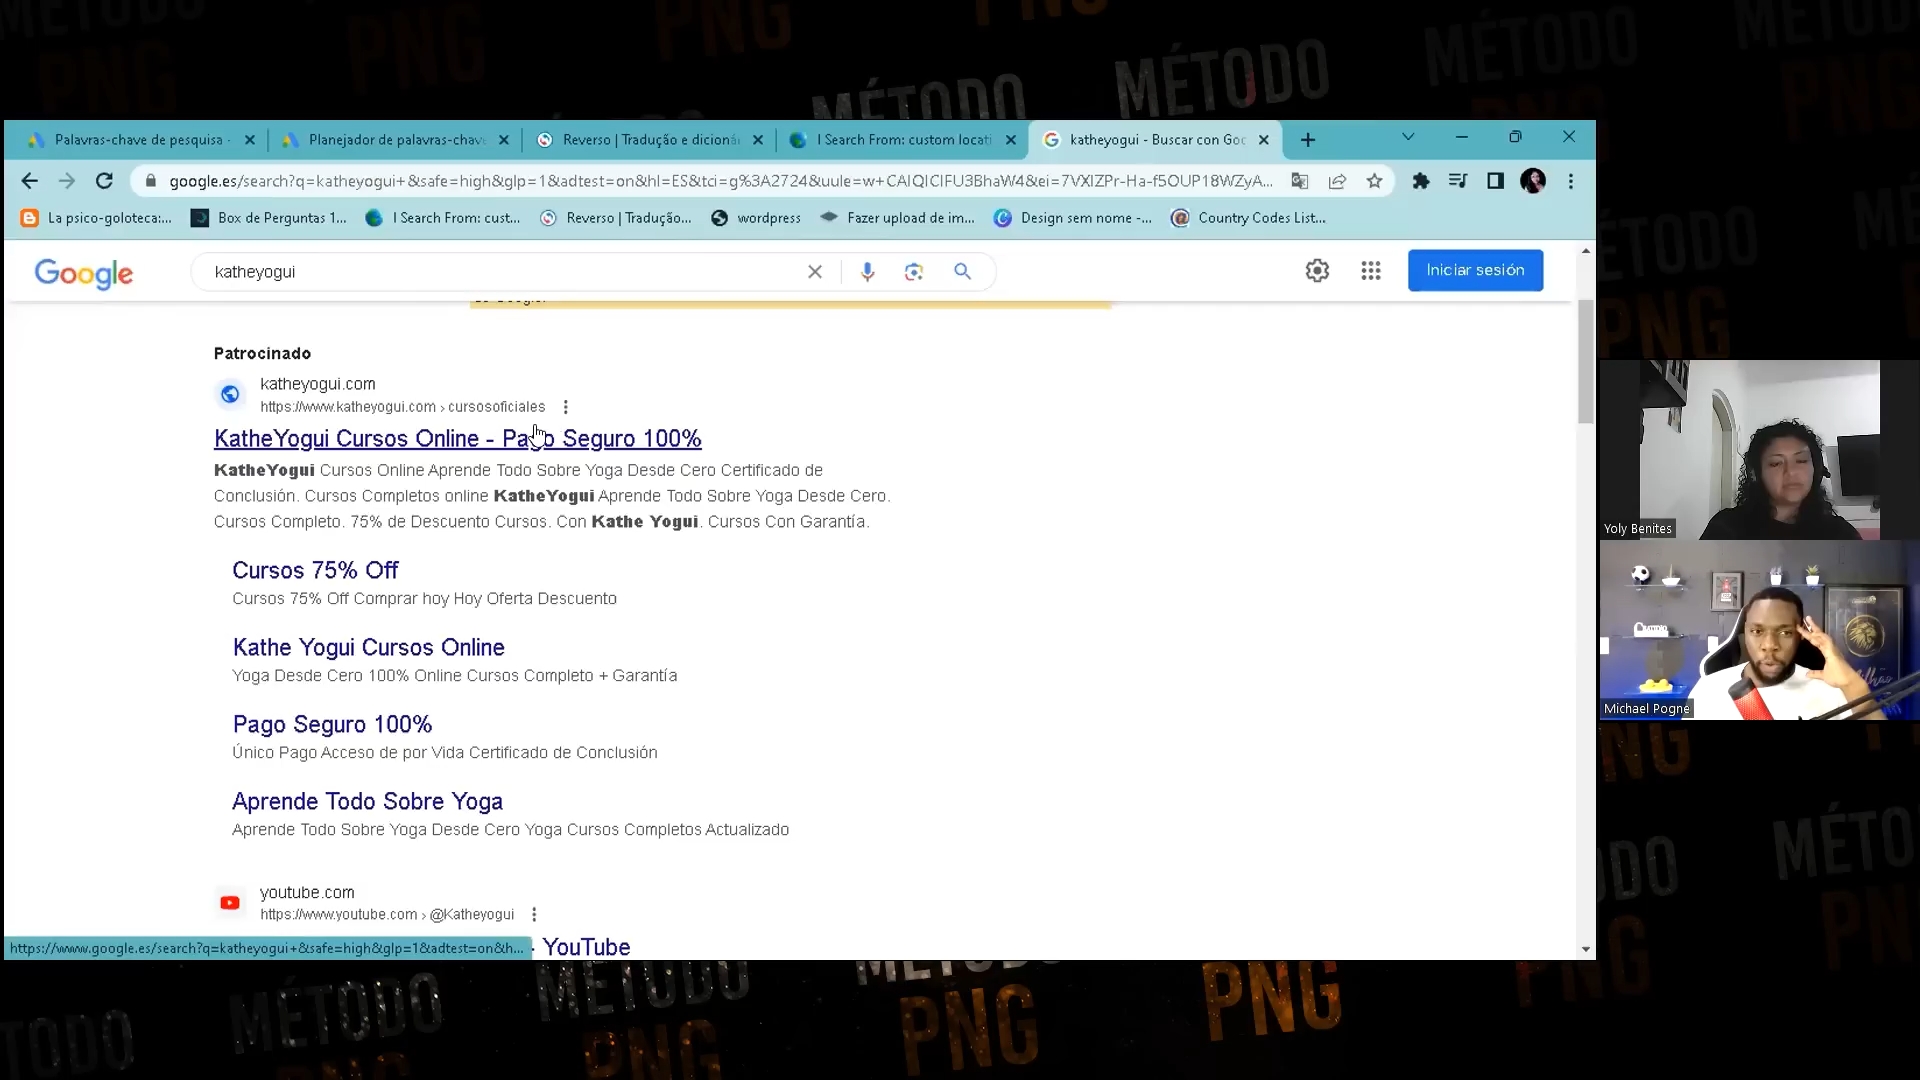 MÉTODO
PNG
Palavras-chave de pesquisa -
Planejador de palavras-chave
Reverso | Tradução e dicioná
I Search From: custom locati
katheyogui - Buscar con Goo
google.es/search?q=katheyogui+&safe=high&glp=1&adtest=on&hl=ES&tci=g%3A2724&uule=w+CAIQICIFU3BhaW4&ei=7VXIZPr-Ha-f5OUP18WZyA...
La psico-goloteca:...
Box de Perguntas 1...
I Search From: cust...
Reverso | Tradução...
wordpress
Fazer upload de im...
Design sem nome -...
Country Codes List...
Google
katheyogui
Iniciar sesión
Patrocinado
katheyogui.com
https://www.katheyogui.com › cursosoficiales
KatheYogui Cursos Online - Pago Seguro 100%
KatheYogui Cursos Online Aprende Todo Sobre Yoga Desde Cero Certificado de
Conclusión. Cursos Completos online KatheYogui Aprende Todo Sobre Yoga Desde Cero.
Cursos Completo. 75% de Descuento Cursos. Con Kathe Yogui. Cursos Con Garantía.
Cursos 75% Off
Cursos 75% Off Comprar hoy Hoy Oferta Descuento
Kathe Yogui Cursos Online
Yoga Desde Cero 100% Online Cursos Completo + Garantía
Pago Seguro 100%
Único Pago Acceso de por Vida Certificado de Conclusión
Aprende Todo Sobre Yoga
Aprende Todo Sobre Yoga Desde Cero Yoga Cursos Completos Actualizado
youtube.com
https://www.youtube.com › @Katheyogui
- YouTube
https://www.google.es/search?q=katheyogui+&safe=high&glp=1&adtest=on&h...
Yoly Benites
Michael Pogne
MÉTODO
PNG